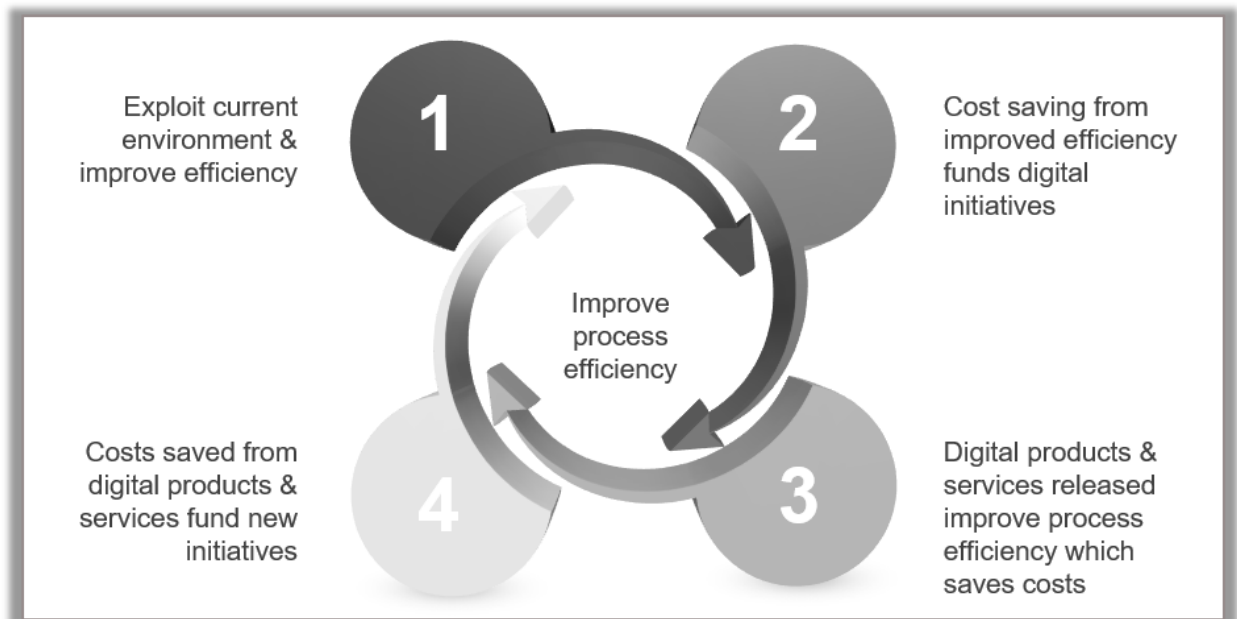 1
Exploit current
environment &
improve efficiency
2
Cost saving from
improved efficiency
funds digital
initiatives
Improve
process
efficiency
3
Digital products &
services released
improve process
efficiency which
saves costs
4
Costs saved from
digital products &
services fund new
initiatives